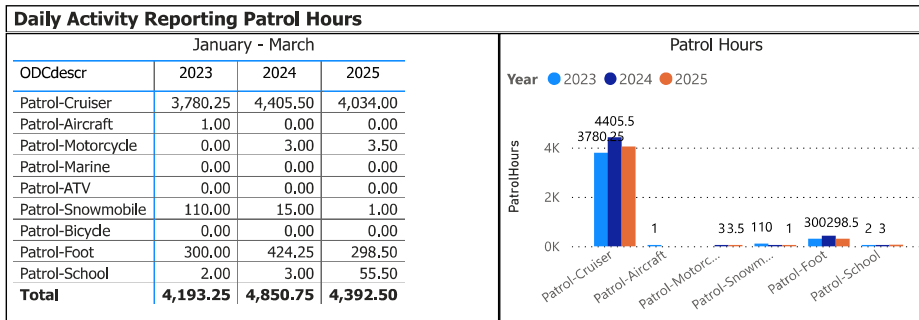 Daily Activity Reporting Patrol Hours
January - March
ODCdescr 2023 2024 2025
Patrol-Cruiser 3,780.25 4,405.50 4,034.00
Patrol-Aircraft 1.00 0.00 0.00
Patrol-Motorcycle 0.00 3.00 3.50
Patrol-Marine 0.00 0.00 0.00
Patrol-ATV 0.00 0.00 0.00
Patrol-Snowmobile 110.00 15.00 1.00
Patrol-Bicycle 0.00 0.00 0.00
Patrol-Foot 300.00 424.25 298.50
Patrol-School 2.00 3.00 55.50
Total 4,193.25 4,850.75 4,392.50
Patrol Hours
Year 2023 2024 2025
PatrolHours
4K
2K
0K
4405.5
3780.25
1
3 3.5
110 1
300 298.5
2 3
Patrol-Cruiser
Patrol-Aircraft
Patrol-Motorc...
Patrol-Snowm...
Patrol-Foot
Patrol-School